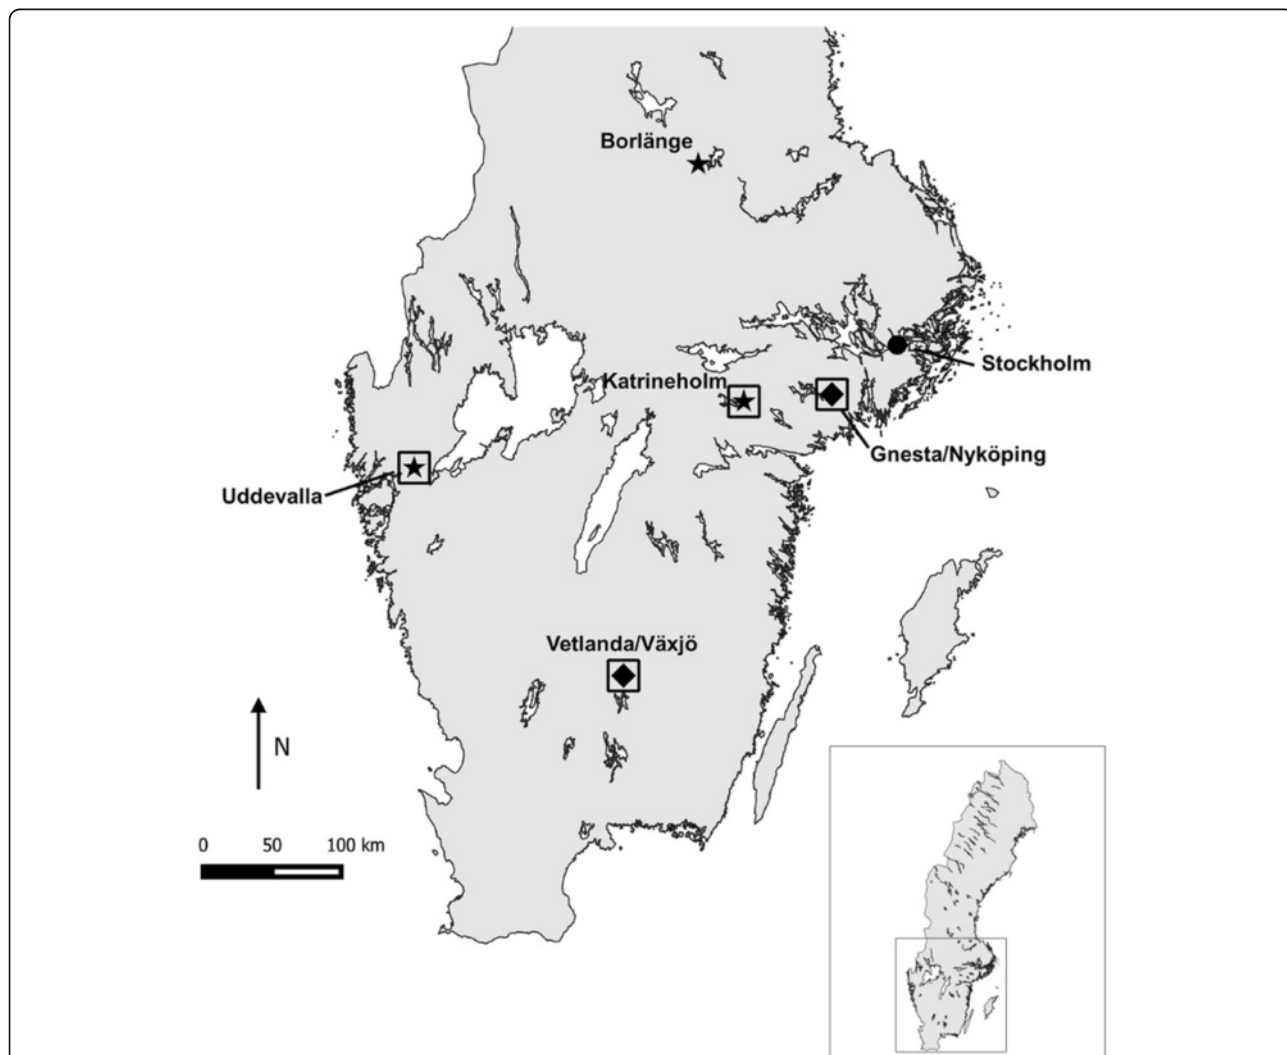 Borlänge
Stockholm
Katrineholm
Gnesta/Nyköping
Uddevalla
Vetlanda/Växjö
N
0 50 100 km